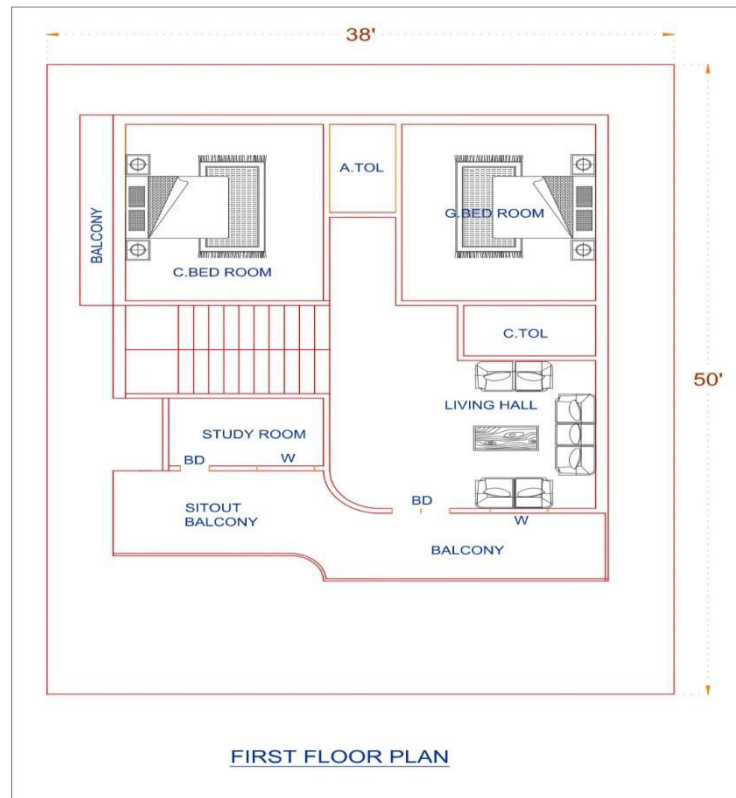 38'
A.TOL
BALCONY
G.BED ROOM
C.BED ROOM
C.TOL
50'
LIVING HALL
STUDY ROOM
BD
W
BD
SITOUT
BALCONY
W
BALCONY
FIRST FLOOR PLAN